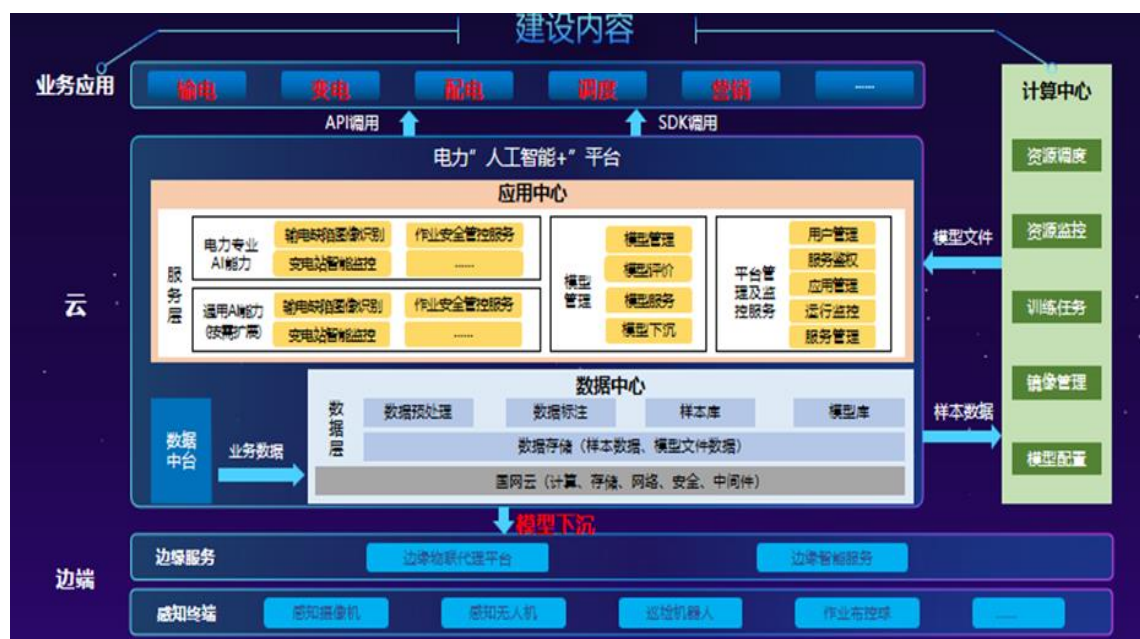 建设内容
业务应用
输电
变电
配电
调度
营销
……
API调用
SDK调用
电力”人工智能+”平台
应用中心
服务层
电力专业
AI能力
输电缺陷图像识别
作业安全管控服务
变电站智能监控
……
通用AI能力
(按需扩展)
输电缺陷图像识别
作业安全管控服务
变电站智能监控
……
模型
管理
模型管理
模型评价
模型服务
模型下沉
平台管
理及监
控服务
用户管理
服务鉴权
应用管理
运行监控
服务管理
云
数据
中台
业务数据
数据中心
数据层
数据预处理
数据标注
样本库
模型库
数据存储（样本数据、模型文件数据）
国网云（计算、存储、网络、安全、中间件）
模型文件
样本数据
计算中心
资源调度
资源监控
训练任务
镜像管理
模型配置
模型下沉
边端
边缘服务
边缘物联代理平台
边缘智能服务
感知终端
感知摄像机
感知无人机
巡检机器人
作业布控球
……